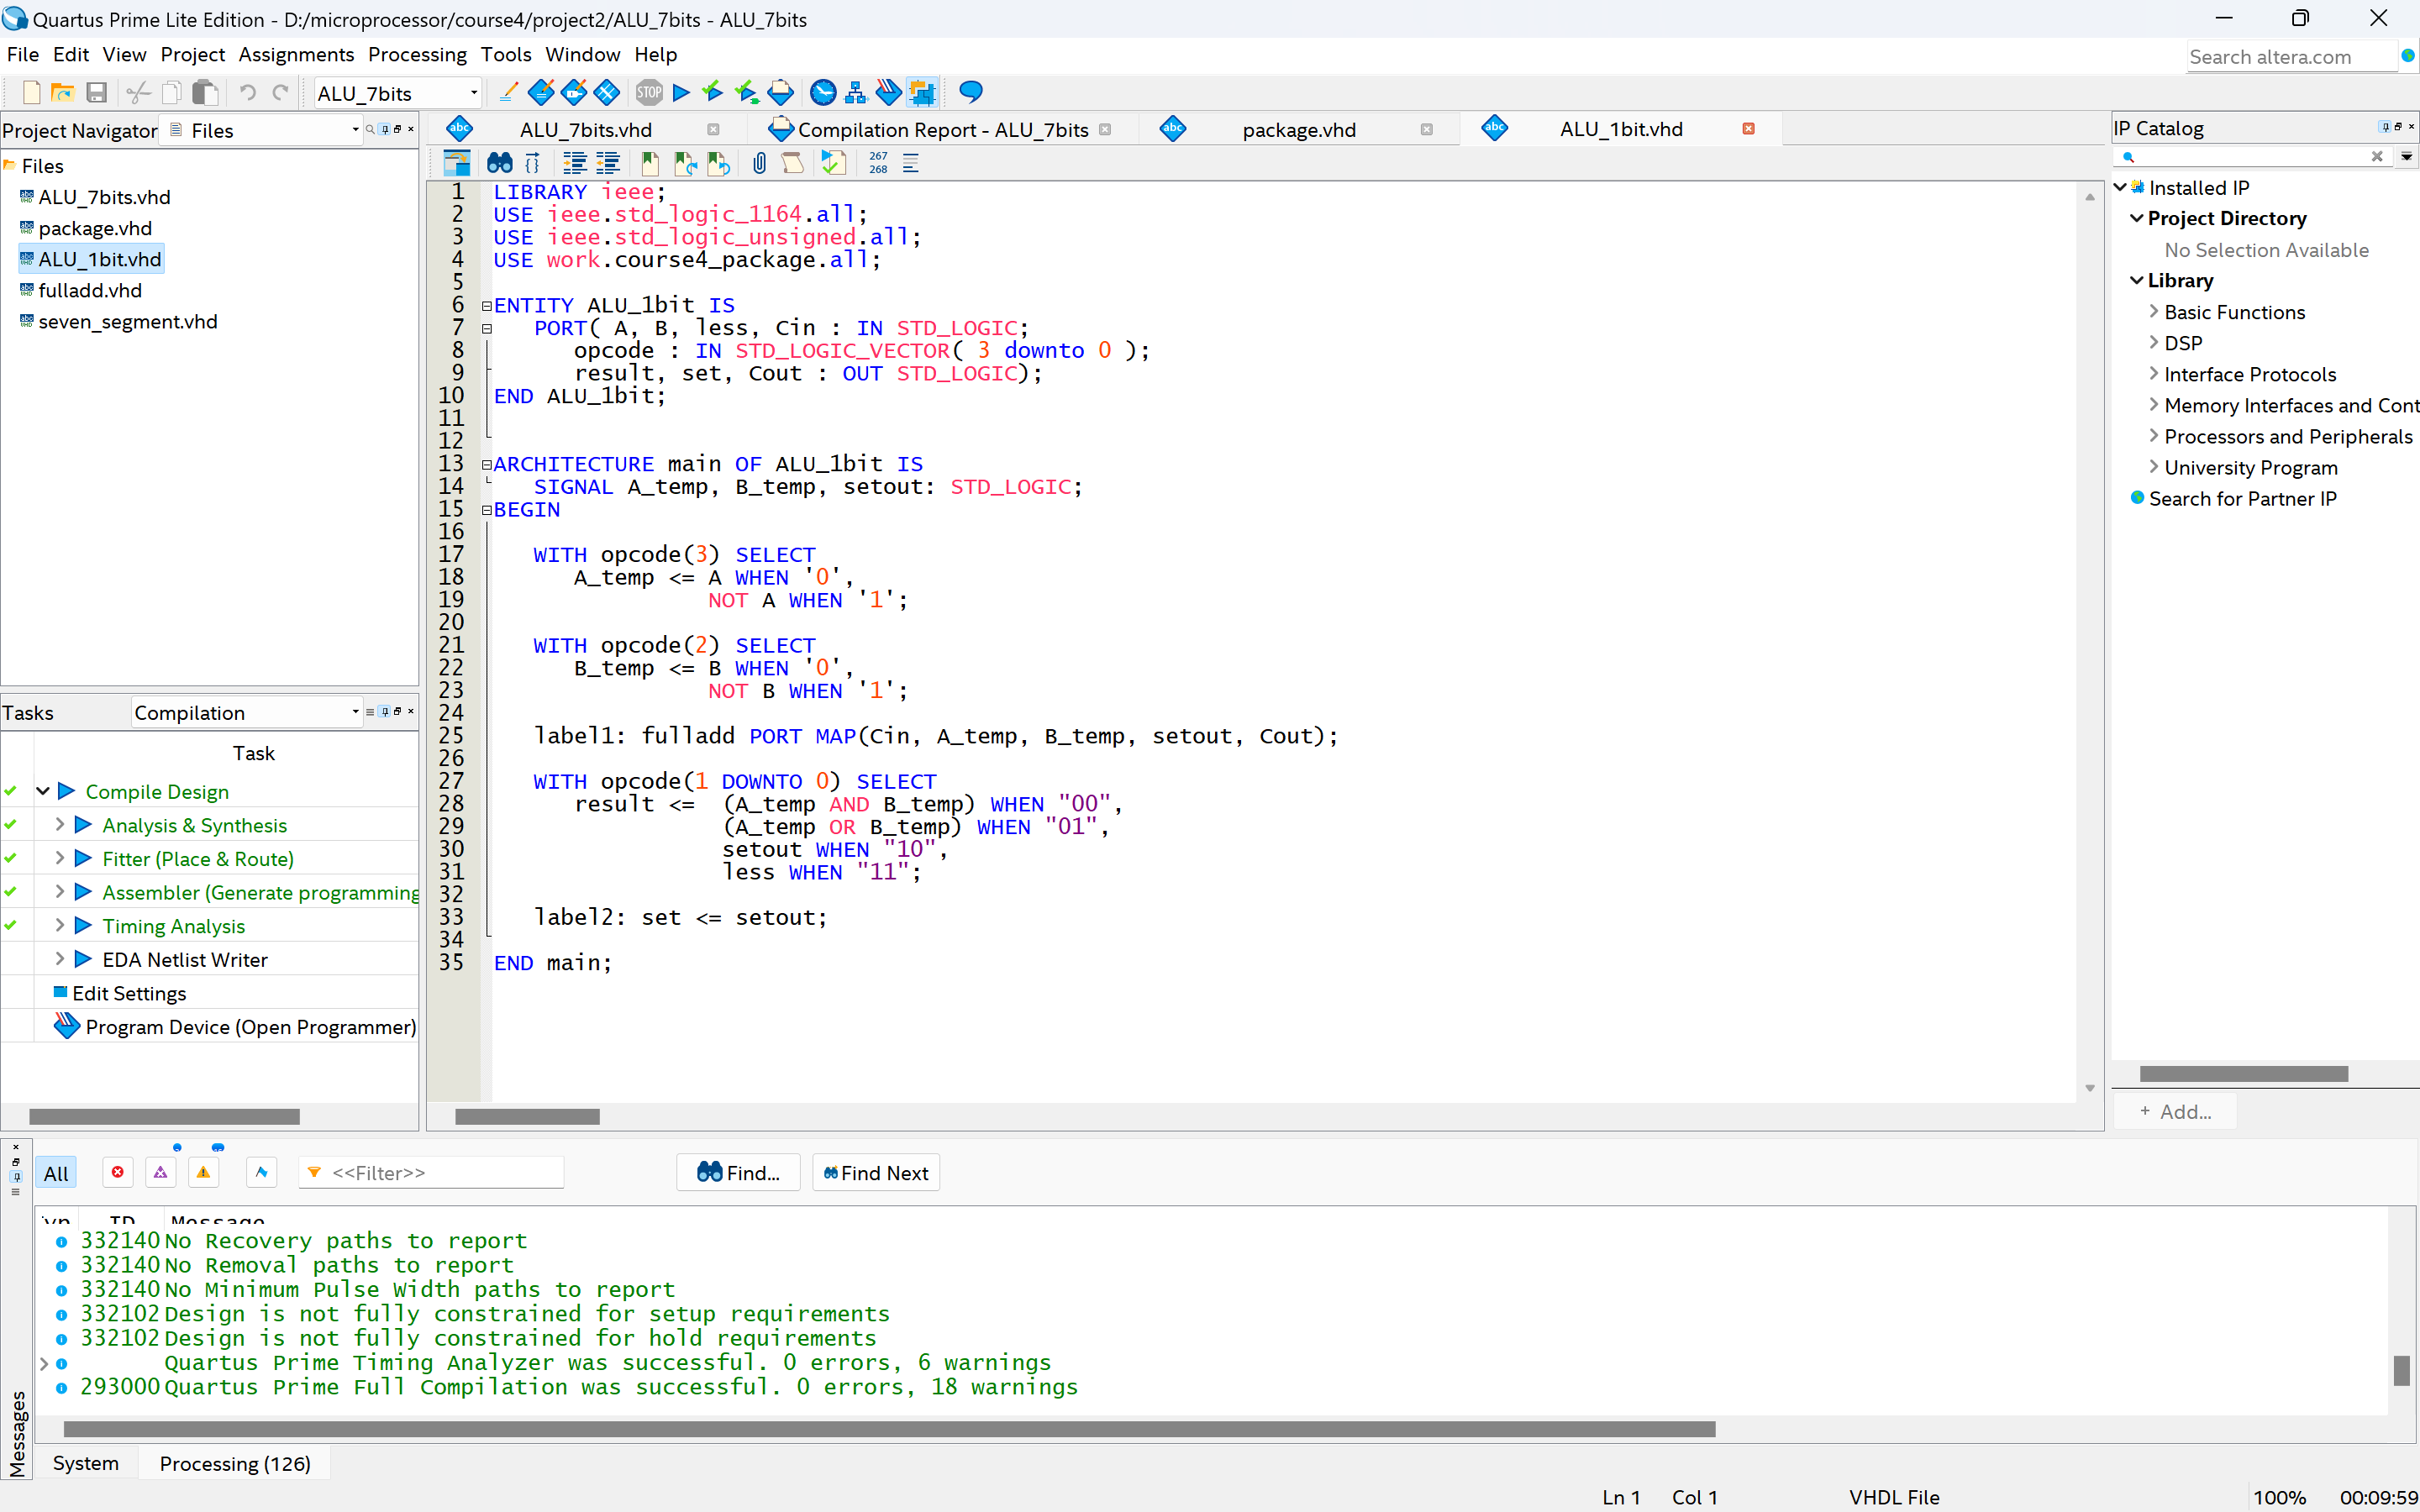 Quartus Prime Lite Edition - D:/microprocessor/course4/project2/ALU_7bits - ALU_7bits
File Edit View Project Assignments Processing Tools Window Help
Search altera.com
ALU_7bits
STOP
Project Navigator Files
Files
ALU_7bits.vhd
package.vhd
ALU_1bit.vhd
fulladd.vhd
seven_segment.vhd
Tasks Compilation
Task
Compile Design
Analysis & Synthesis
Fitter (Place & Route)
Assembler (Generate programming
Timing Analysis
EDA Netlist Writer
Edit Settings
Program Device (Open Programmer)
abc ALU_7bits.vhd Compilation Report - ALU_7bits abc package.vhd abc ALU_1bit.vhd
267
268
1 LIBRARY ieee;
2 USE ieee.std_logic_1164.all;
3 USE ieee.std_logic_unsigned.all;
4 USE work.course4_package.all;
5
6 ENTITY ALU_1bit IS
7 PORT( A, B, less, Cin : IN STD_LOGIC;
8 opcode : IN STD_LOGIC_VECTOR( 3 downto 0 );
9 result, set, Cout : OUT STD_LOGIC);
10 END ALU_1bit;
11
12
13 ARCHITECTURE main OF ALU_1bit IS
14 SIGNAL A_temp, B_temp, setout: STD_LOGIC;
15 BEGIN
16
17 WITH opcode(3) SELECT
18 A_temp <= A WHEN '0',
19 NOT A WHEN '1';
20
21 WITH opcode(2) SELECT
22 B_temp <= B WHEN '0',
23 NOT B WHEN '1';
24
25 label1: fulladd PORT MAP(Cin, A_temp, B_temp, setout, Cout);
26
27 WITH opcode(1 DOWNTO 0) SELECT
28 result <= (A_temp AND B_temp) WHEN "00",
29 (A_temp OR B_temp) WHEN "01",
30 setout WHEN "10",
31 less WHEN "11";
32
33 label2: set <= setout;
34
35 END main;
IP Catalog
Installed IP
Project Directory
No Selection Available
Library
Basic Functions
DSP
Interface Protocols
Memory Interfaces and Cont
Processors and Peripherals
University Program
Search for Partner IP
+ Add...
All <<Filter>> Find... Find Next
ID Message
332140 No Recovery paths to report
332140 No Removal paths to report
332140 No Minimum Pulse Width paths to report
332102 Design is not fully constrained for setup requirements
332102 Design is not fully constrained for hold requirements
Quartus Prime Timing Analyzer was successful. 0 errors, 6 warnings
293000 Quartus Prime Full Compilation was successful. 0 errors, 18 warnings
Messages
System Processing (126)
Ln 1 Col 1 VHDL File 100% 00:09:59